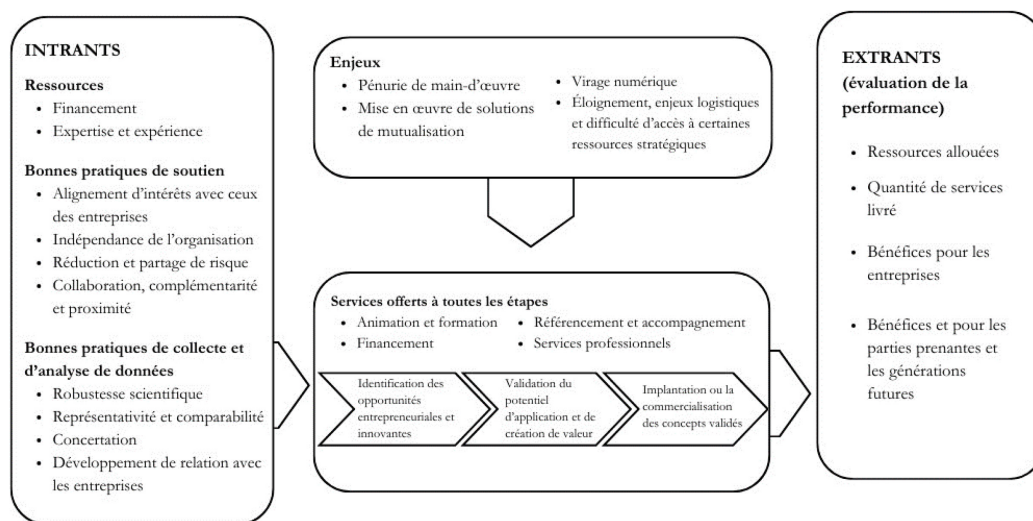 INTRANTS
Ressources
• Financement
• Expertise et expérience
Bonnes pratiques de soutien
• Alignement d'intérêts avec ceux
des entreprises
• Indépendance de l'organisation
• Réduction et partage de risque
• Collaboration, complémentarité
et proximité
Bonnes pratiques de collecte et
d'analyse de données
• Robustesse scientifique
• Représentativité et comparabilité
• Concertation
• Développement de relation avec
les entreprises
Enjeux
• Pénurie de main-d'œuvre
• Mise en œuvre de solutions
de mutualisation
• Virage numérique
• Éloignement, enjeux logistiques
et difficulté d'accès à certaines
ressources stratégiques
Services offerts à toutes les étapes
• Animation et formation
• Financement
• Référencement et accompagnement
• Services professionnels
Identification des
opportunités
entrepreneuriales et
innovantes
Validation du
potentiel
d'application et de
création de valeur
Implantation ou la
commercialisation
des concepts validés
EXTRANTS
(évaluation de la
performance)
• Ressources allouées
• Quantité de services
livré
• Bénéfices pour les
entreprises
• Bénéfices et pour les
parties prenantes et
les générations
futures